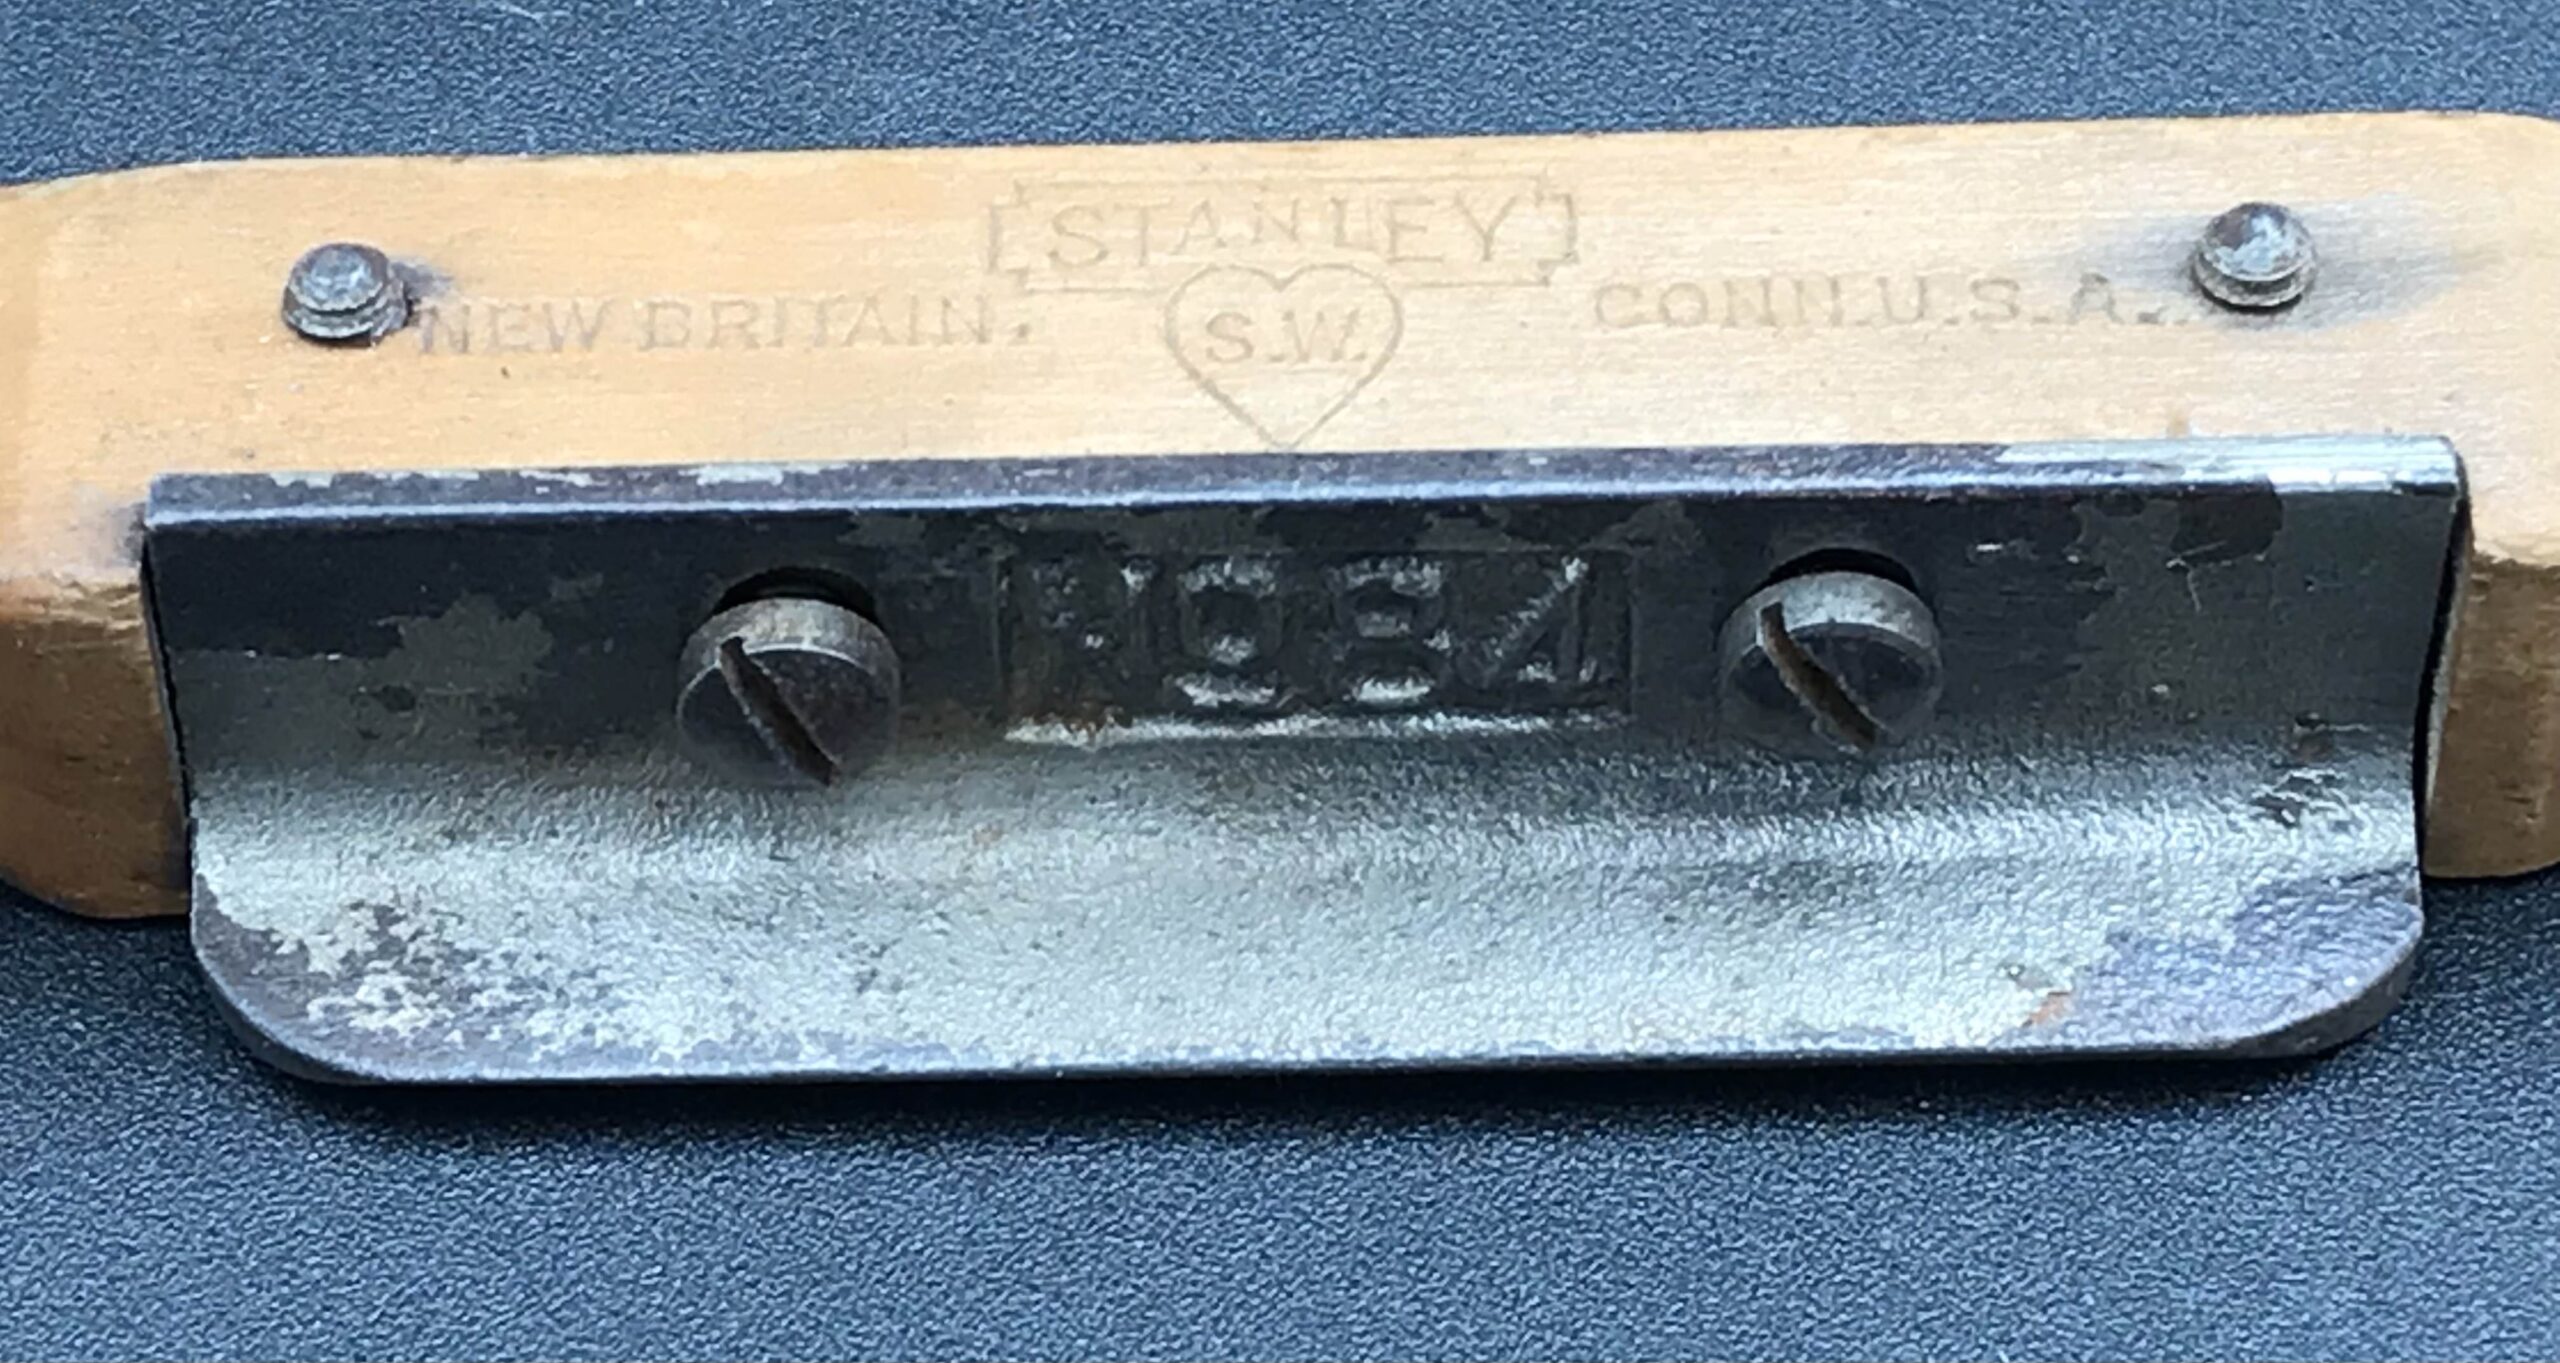 STANLEY
NEW BRITAIN. S.W. CONN.U.S.A.
No 84